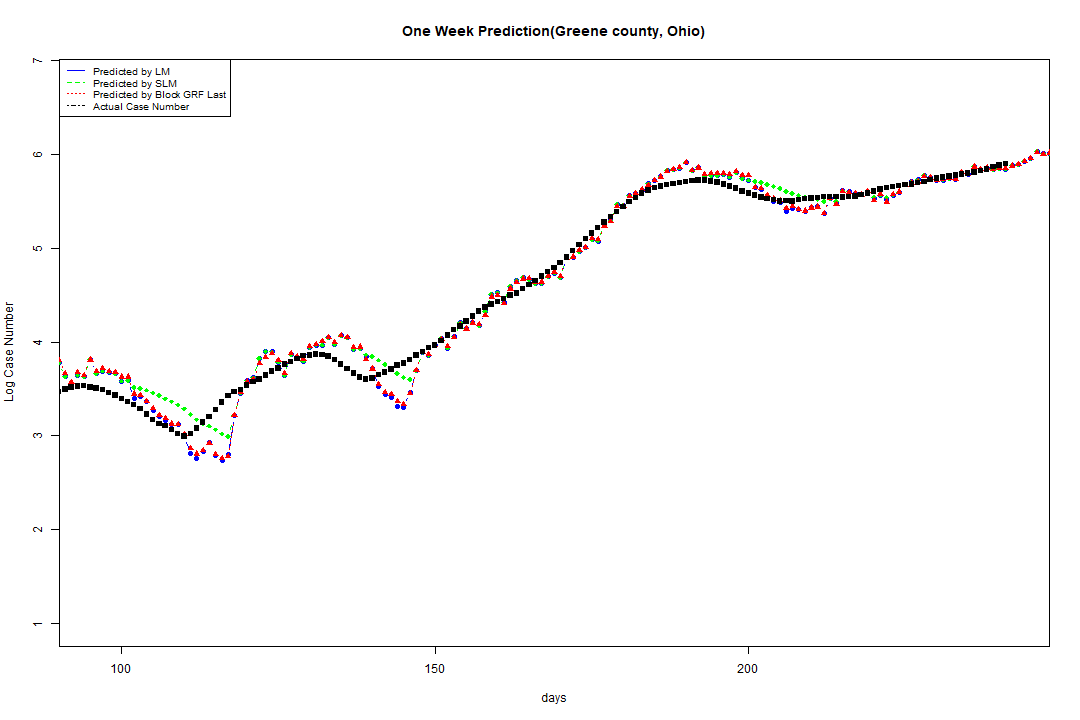 One Week Prediction(Greene county, Ohio)
7
Predicted by LM
Predicted by SLM
Predicted by Block GRF Last
Actual Case Number
6
5
4
3
2
1
Log Case Number
100 150 200
days